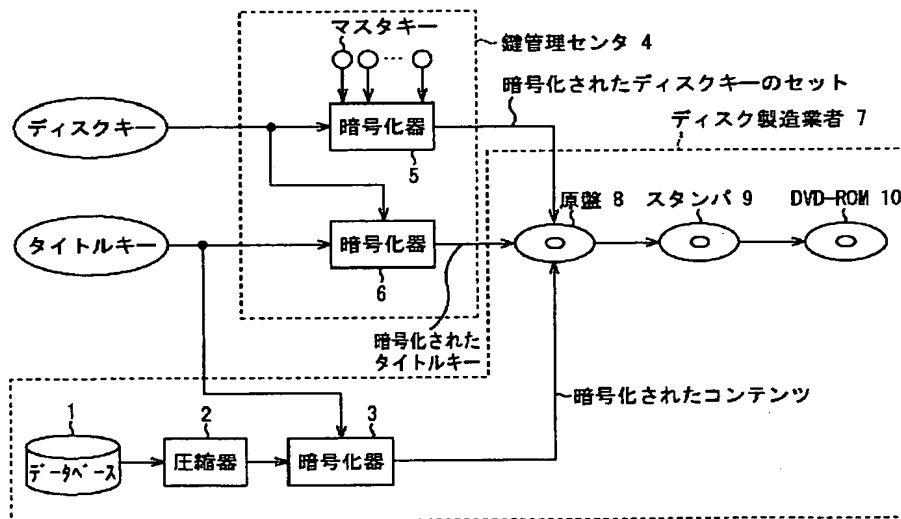 マスタキー
鍵管理センタ 4
暗号化されたディスクキーのセット
ディスク製造業者 7
ディスクキー
暗号化器
5
原盤 8
スタンパ 9
DVD-ROM 10
タイトルキー
暗号化器
6
暗号化された
タイトルキー
暗号化されたコンテンツ
1
2
3
データベース
圧縮器
暗号化器